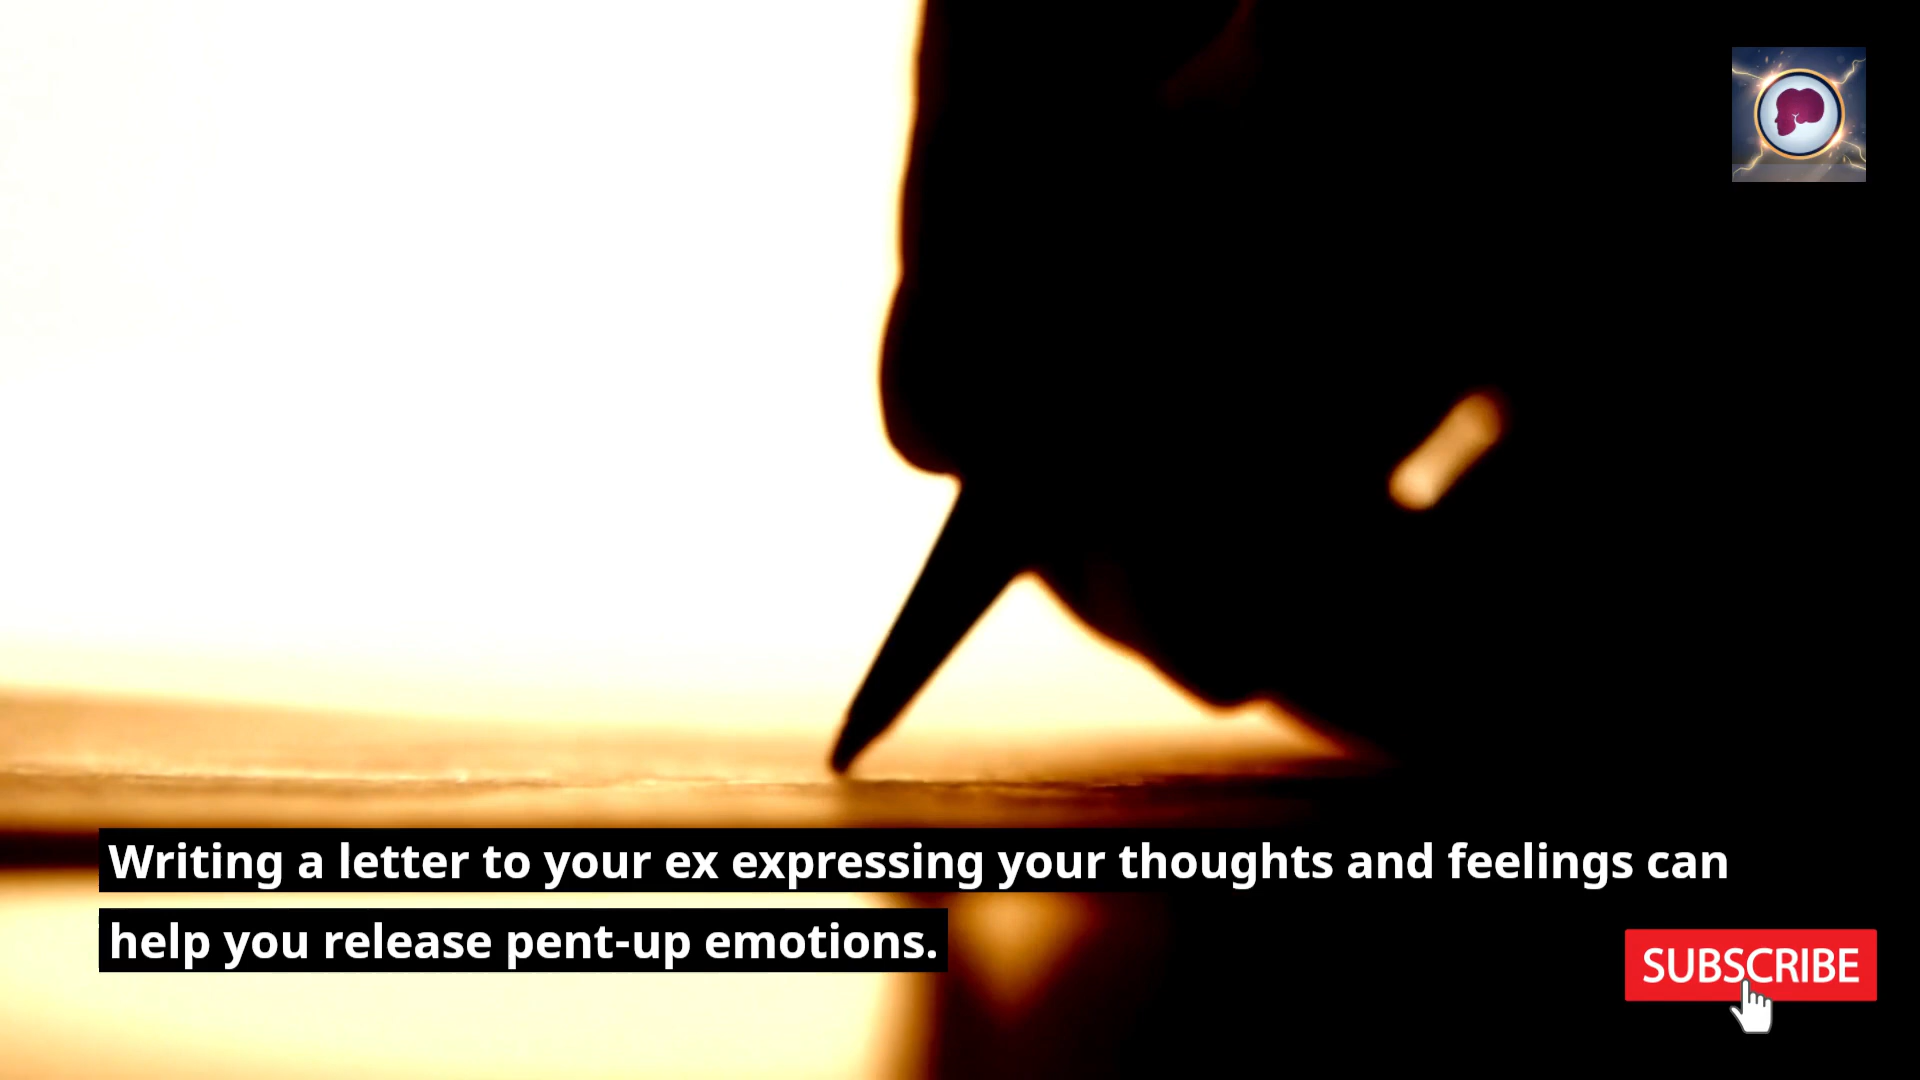 Writing a letter to your ex expressing your thoughts and feelings can
help you release pent-up emotions.
SUBSCRIBE